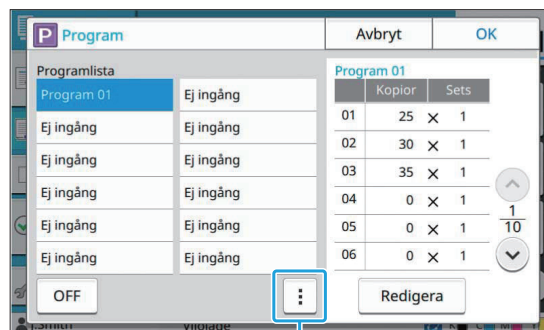 P Program Avbryt OK
Programlista Program 01
Program 01 Ej ingång Kopior Sets
Ej ingång Ej ingång 01 25 × 1
Ej ingång Ej ingång 02 30 × 1
Ej ingång Ej ingång 03 35 × 1
Ej ingång Ej ingång 04 0 × 1
Ej ingång Ej ingång 05 0 × 1
06 0 × 1
1
10
OFF Redigera
J.Smith Viloläge K C M Y